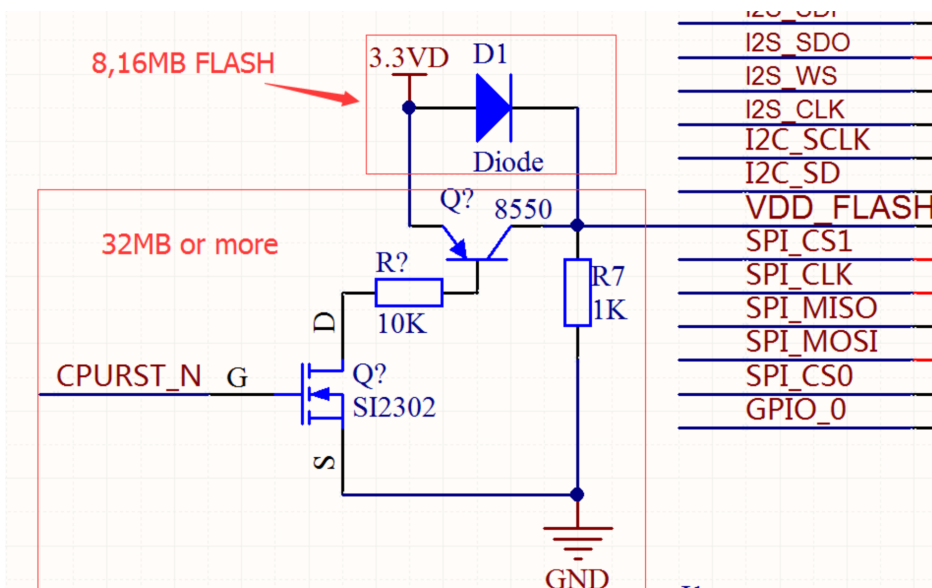 8,16MB FLASH
3.3VD
D1
Diode
32MB or more
Q?
8550
R?
10K
R7
1K
D
CPURST_N
G
Q?
SI2302
S
GND
I2S_SDO
I2S_WS
I2S_CLK
I2C_SCLK
I2C_SD
VDD_FLASH
SPI_CS1
SPI_CLK
SPI_MISO
SPI_MOSI
SPI_CS0
GPIO_0